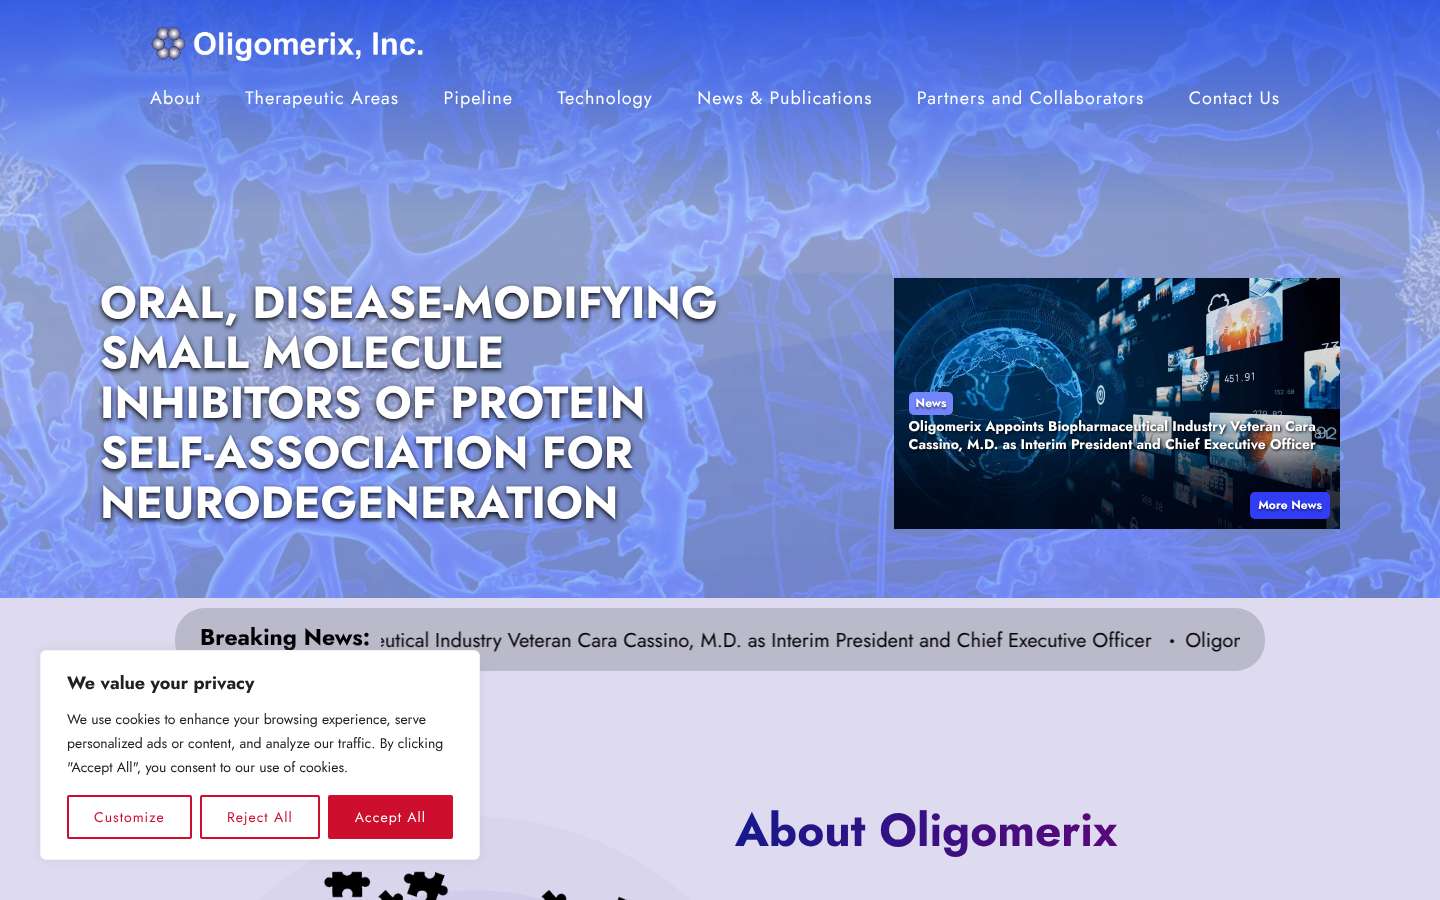 Oligomerix, Inc.
About
Therapeutic Areas
Pipeline
Technology
News & Publications
Partners and Collaborators
Contact Us
ORAL, DISEASE-MODIFYING
SMALL MOLECULE
INHIBITORS OF PROTEIN
SELF-ASSOCIATION FOR
NEURODEGENERATION
451.91
News
Oligomerix Appoints Biopharmaceutical Industry Veteran Cara
Cassino, M.D. as Interim President and Chief Executive Officer
More News
Breaking News:
eutical Industry Veteran Cara Cassino, M.D. as Interim President and Chief Executive Officer • Oligor
We value your privacy
We use cookies to enhance your browsing experience, serve
personalized ads or content, and analyze our traffic. By clicking
"Accept All", you consent to our use of cookies.
Customize
Reject All
Accept All
About Oligomerix